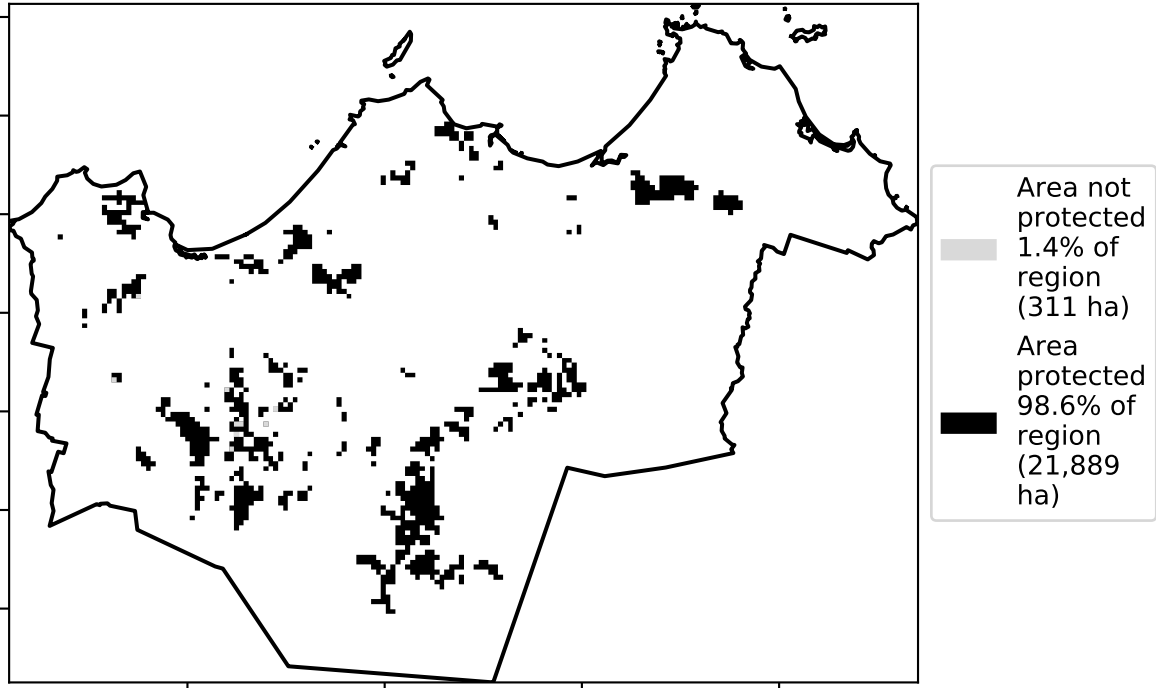 Area not
protected
1.4% of
region
(311 ha)
Area
protected
98.6% of
region
(21,889
ha)